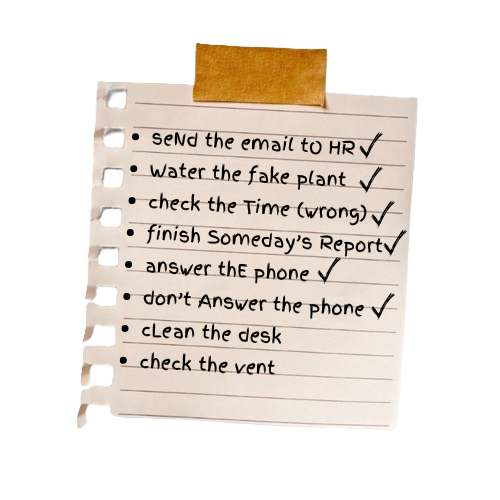 • seNd the email to HR ✓
• Water the fake plant ✓
• check the Time (wrong) ✓
• finish Someday's Report ✓
• answer thE phone ✓
• don't Answer the phone ✓
• cLean the desk
• check the vent